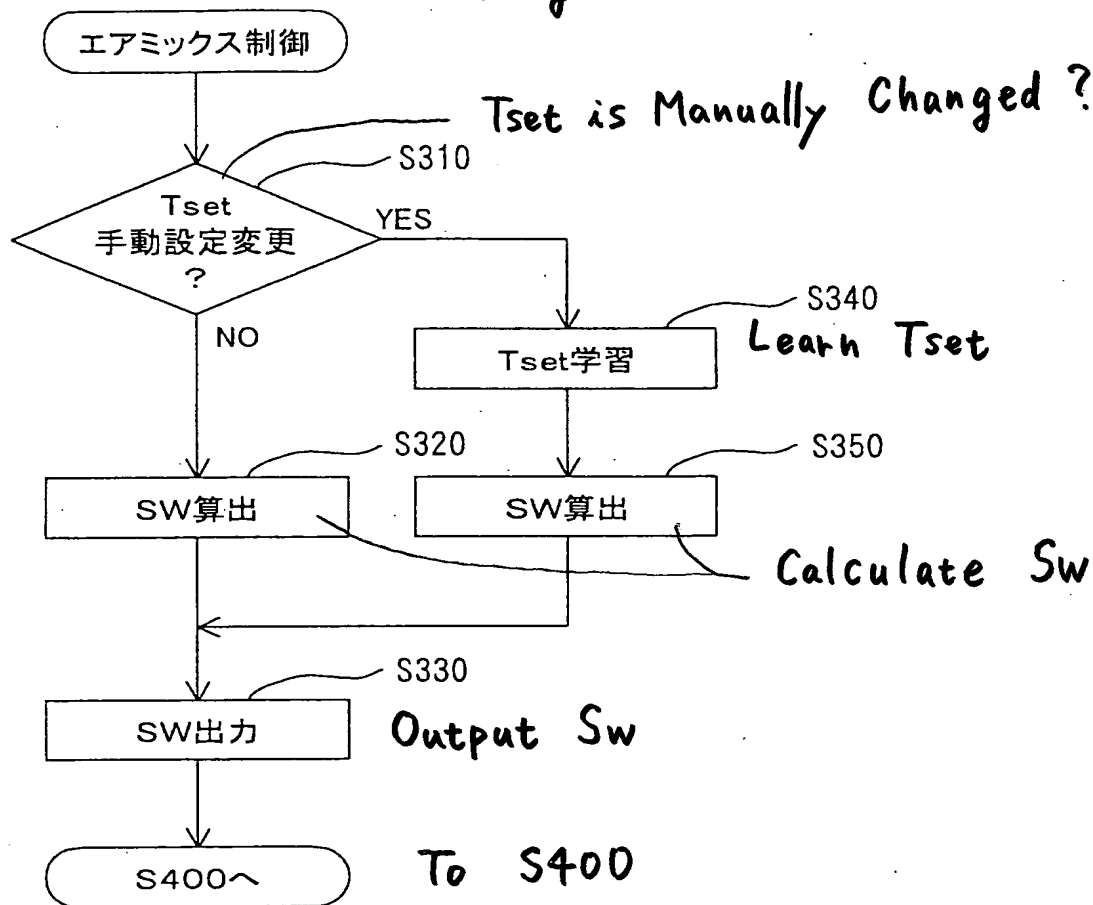 エアミックス制御
Tset is Manually Changed ?
S310
Tset
手動設定変更
?
YES
NO
S340
Tset学習
Learn Tset
S320
SW算出
S350
SW算出
Calculate Sw
S330
SW出力
Output Sw
S400へ
To S400